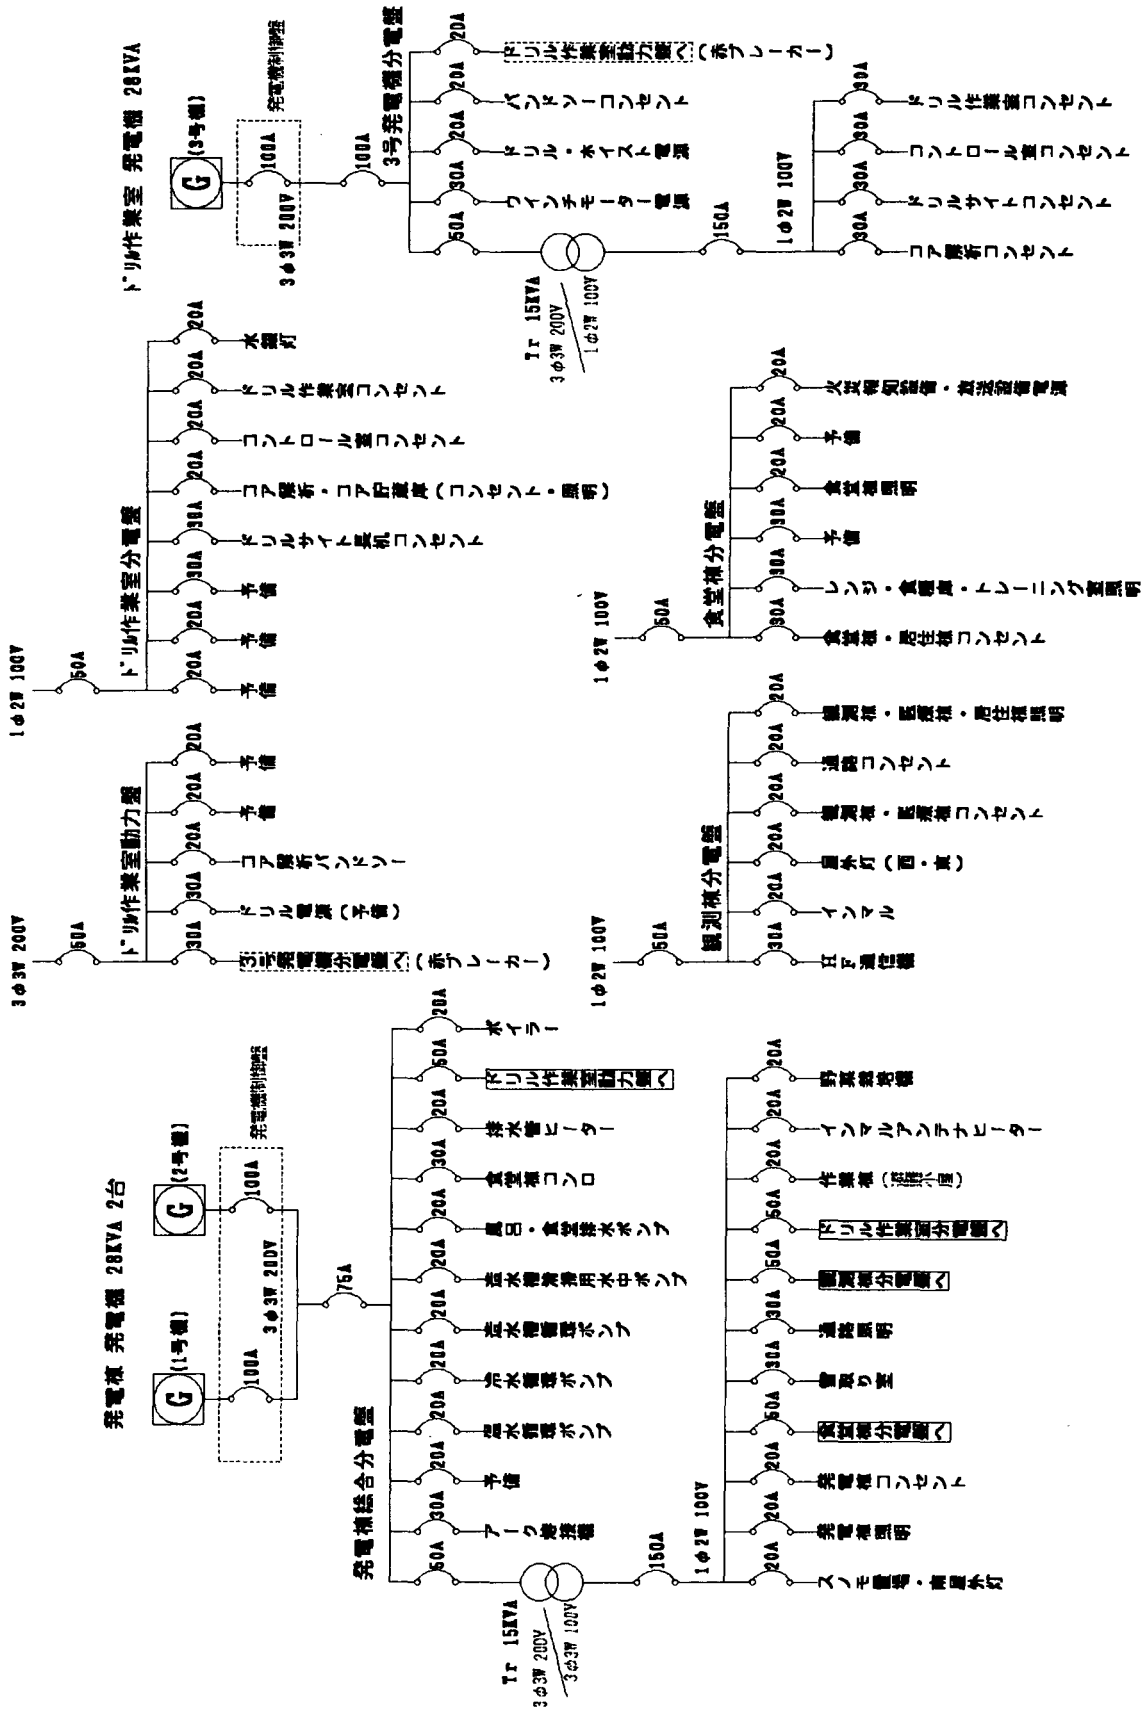 発電棟 発電機 28KVA 2台
G
(1号機)
G
(2号機)
発電機制御盤
100A
100A
3φ3W 200V
75A
発電棟総合分電盤
50A
30A
20A
20A
20A
20A
20A
20A
30A
20A
50A
20A
アーク溶接機
予備
温水循環ポンプ
冷水循環ポンプ
造水槽循環ポンプ
造水槽清掃用水中ポンプ
風呂・食堂排水ポンプ
食堂棟コンロ
排水管ヒーター
ドリル作業室動力盤へ
ボイラー
Tr 15KVA
3φ3W 200V
3φ3W 100V
150A
1φ2W 100V
20A
20A
20A
50A
30A
30A
50A
50A
20A
20A
20A
スノモ置場・南屋外灯
発電棟照明
発電棟コンセント
食堂棟分電盤へ
雪取り室
通路照明
観測棟分電盤へ
ドリル作業室分電盤へ
作業棟
インマルアンテナヒーター
野菜栽培機
3φ3W 200V
50A
ドリル作業室動力盤
30A
30A
20A
20A
20A
3号発電機分電盤へ(赤ブレーカー)
ドリル電源(予備)
コア解析バンドソー
予備
予備
1φ2W 100V
50A
ドリル作業室分電盤
20A
20A
30A
30A
20A
20A
20A
20A
予備
予備
予備
ドリルサイト長机コンセント
コア解析・コア貯蔵庫(コンセント・照明)
コントロール室コンセント
ドリル作業室コンセント
水銀灯
1φ2W 100V
50A
観測棟分電盤
30A
20A
20A
20A
20A
20A
HF通信機
インマル
屋外灯(西・東)
観測棟・医療棟コンセント
通路コンセント
観測棟・医療棟・居住棟照明
1φ2W 100V
50A
食堂棟分電盤
30A
30A
30A
20A
20A
20A
食堂棟・居住棟コンセント
レンジ・食糧庫・トレーニング室照明
予備
食堂棟照明
予備
火災報知設備・放送設備電源
ドリル作業室 発電機 28KVA
G
(3号機)
発電機制御盤
100A
3φ3W 200V
100A
3号発電機分電盤
50A
30A
20A
20A
20A
ウインチモーター電源
ドリル・ホイスト電源
バンドソーコンセント
ドリル作業室動力盤へ(赤ブレーカー)
Tr 15KVA
3φ3W 200V
1φ2W 100V
150A
1φ2W 100V
30A
30A
30A
30A
コア解析コンセント
ドリルサイトコンセント
コントロール室コンセント
ドリル作業室コンセント